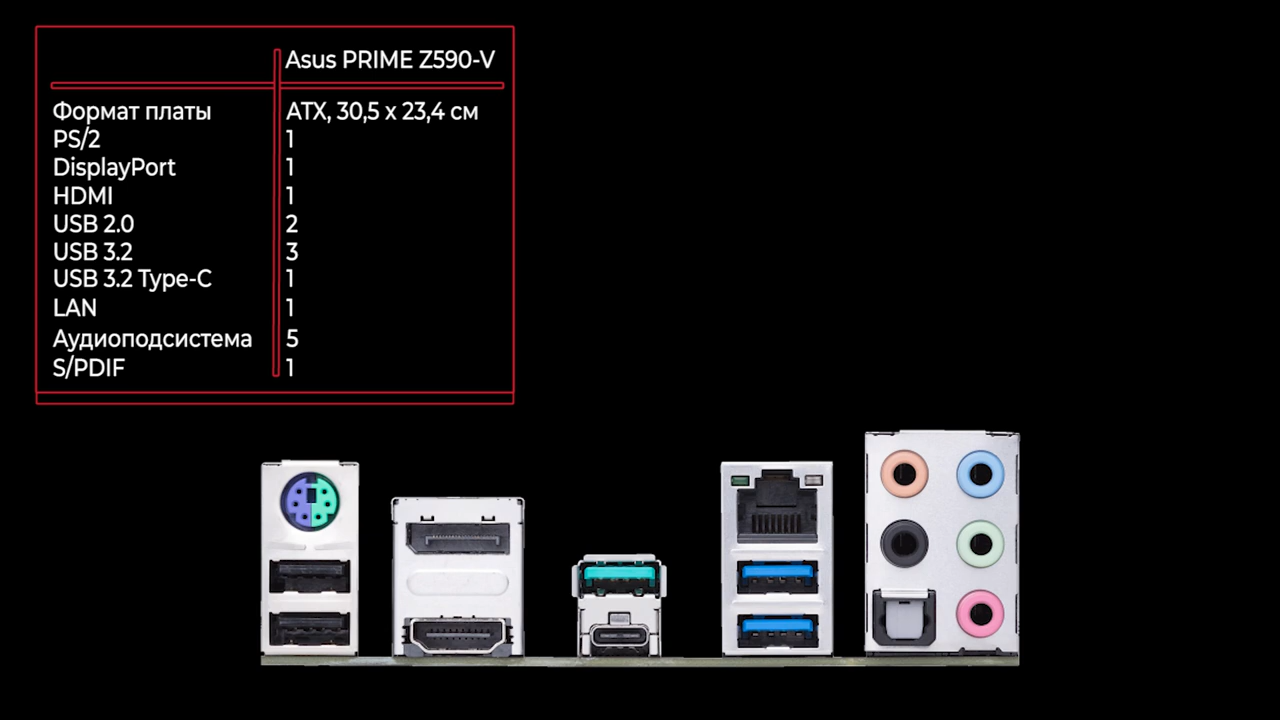 Asus PRIME Z590-V
Формат платы ATX, 30,5 x 23,4 см
PS/2 1
DisplayPort 1
HDMI 1
USB 2.0 2
USB 3.2 3
USB 3.2 Type-C 1
LAN 1
Аудиоподсистема 5
S/PDIF 1